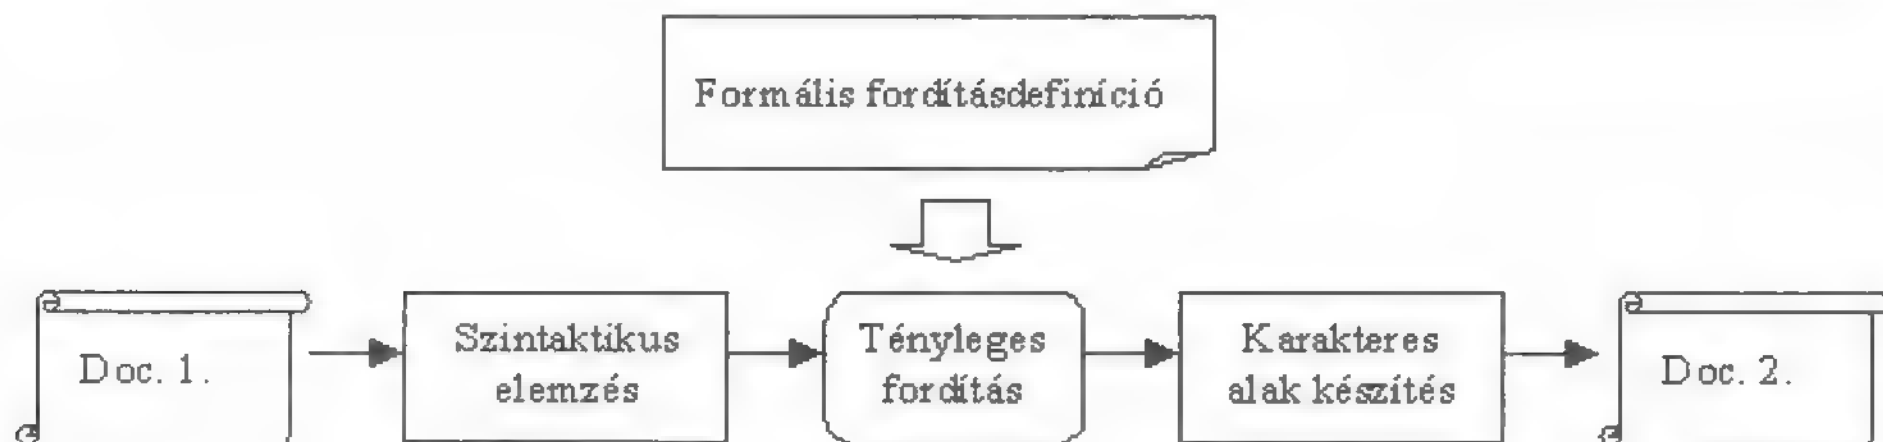 Formális fordításdefiníció
Doc. 1.
Szintaktikus
elemzés
Tényleges
fordítás
Karakteres
alak készítés
Doc. 2.